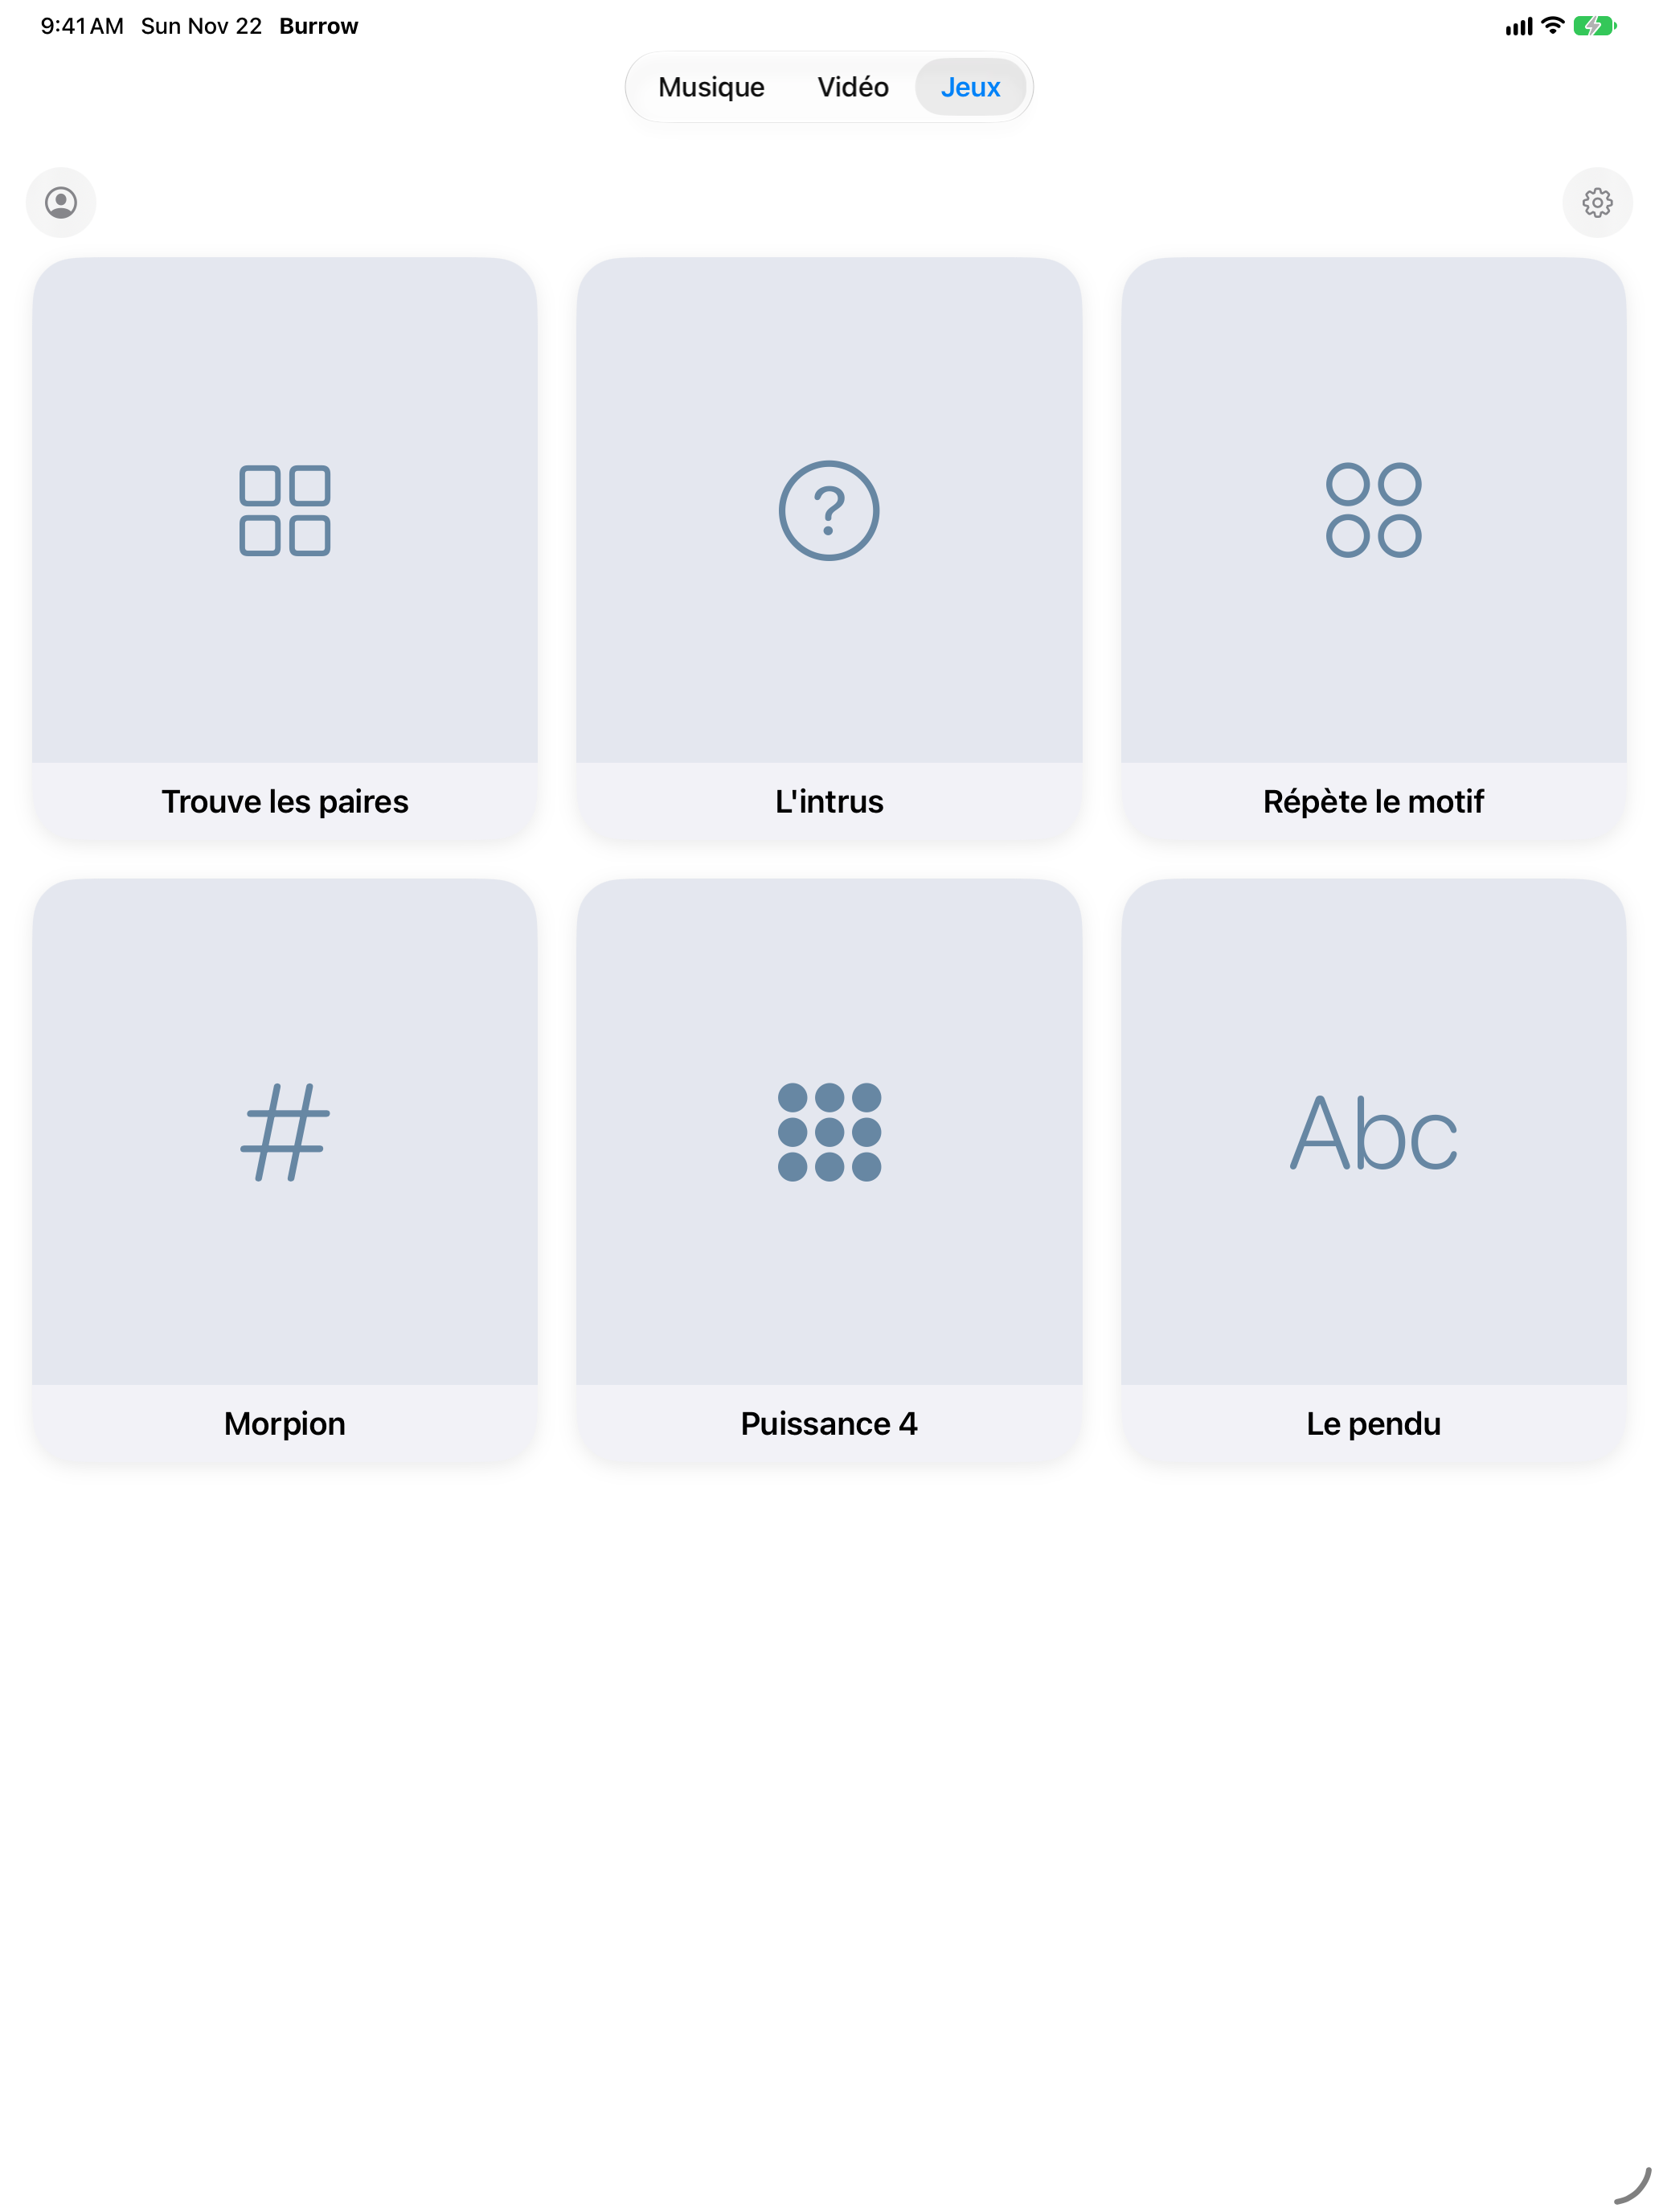 9:41 AM Sun Nov 22 Burrow
Musique Vidéo Jeux
Trouve les paires
?
L'intrus
Répète le motif
#
Morpion
Puissance 4
Abc
Le pendu